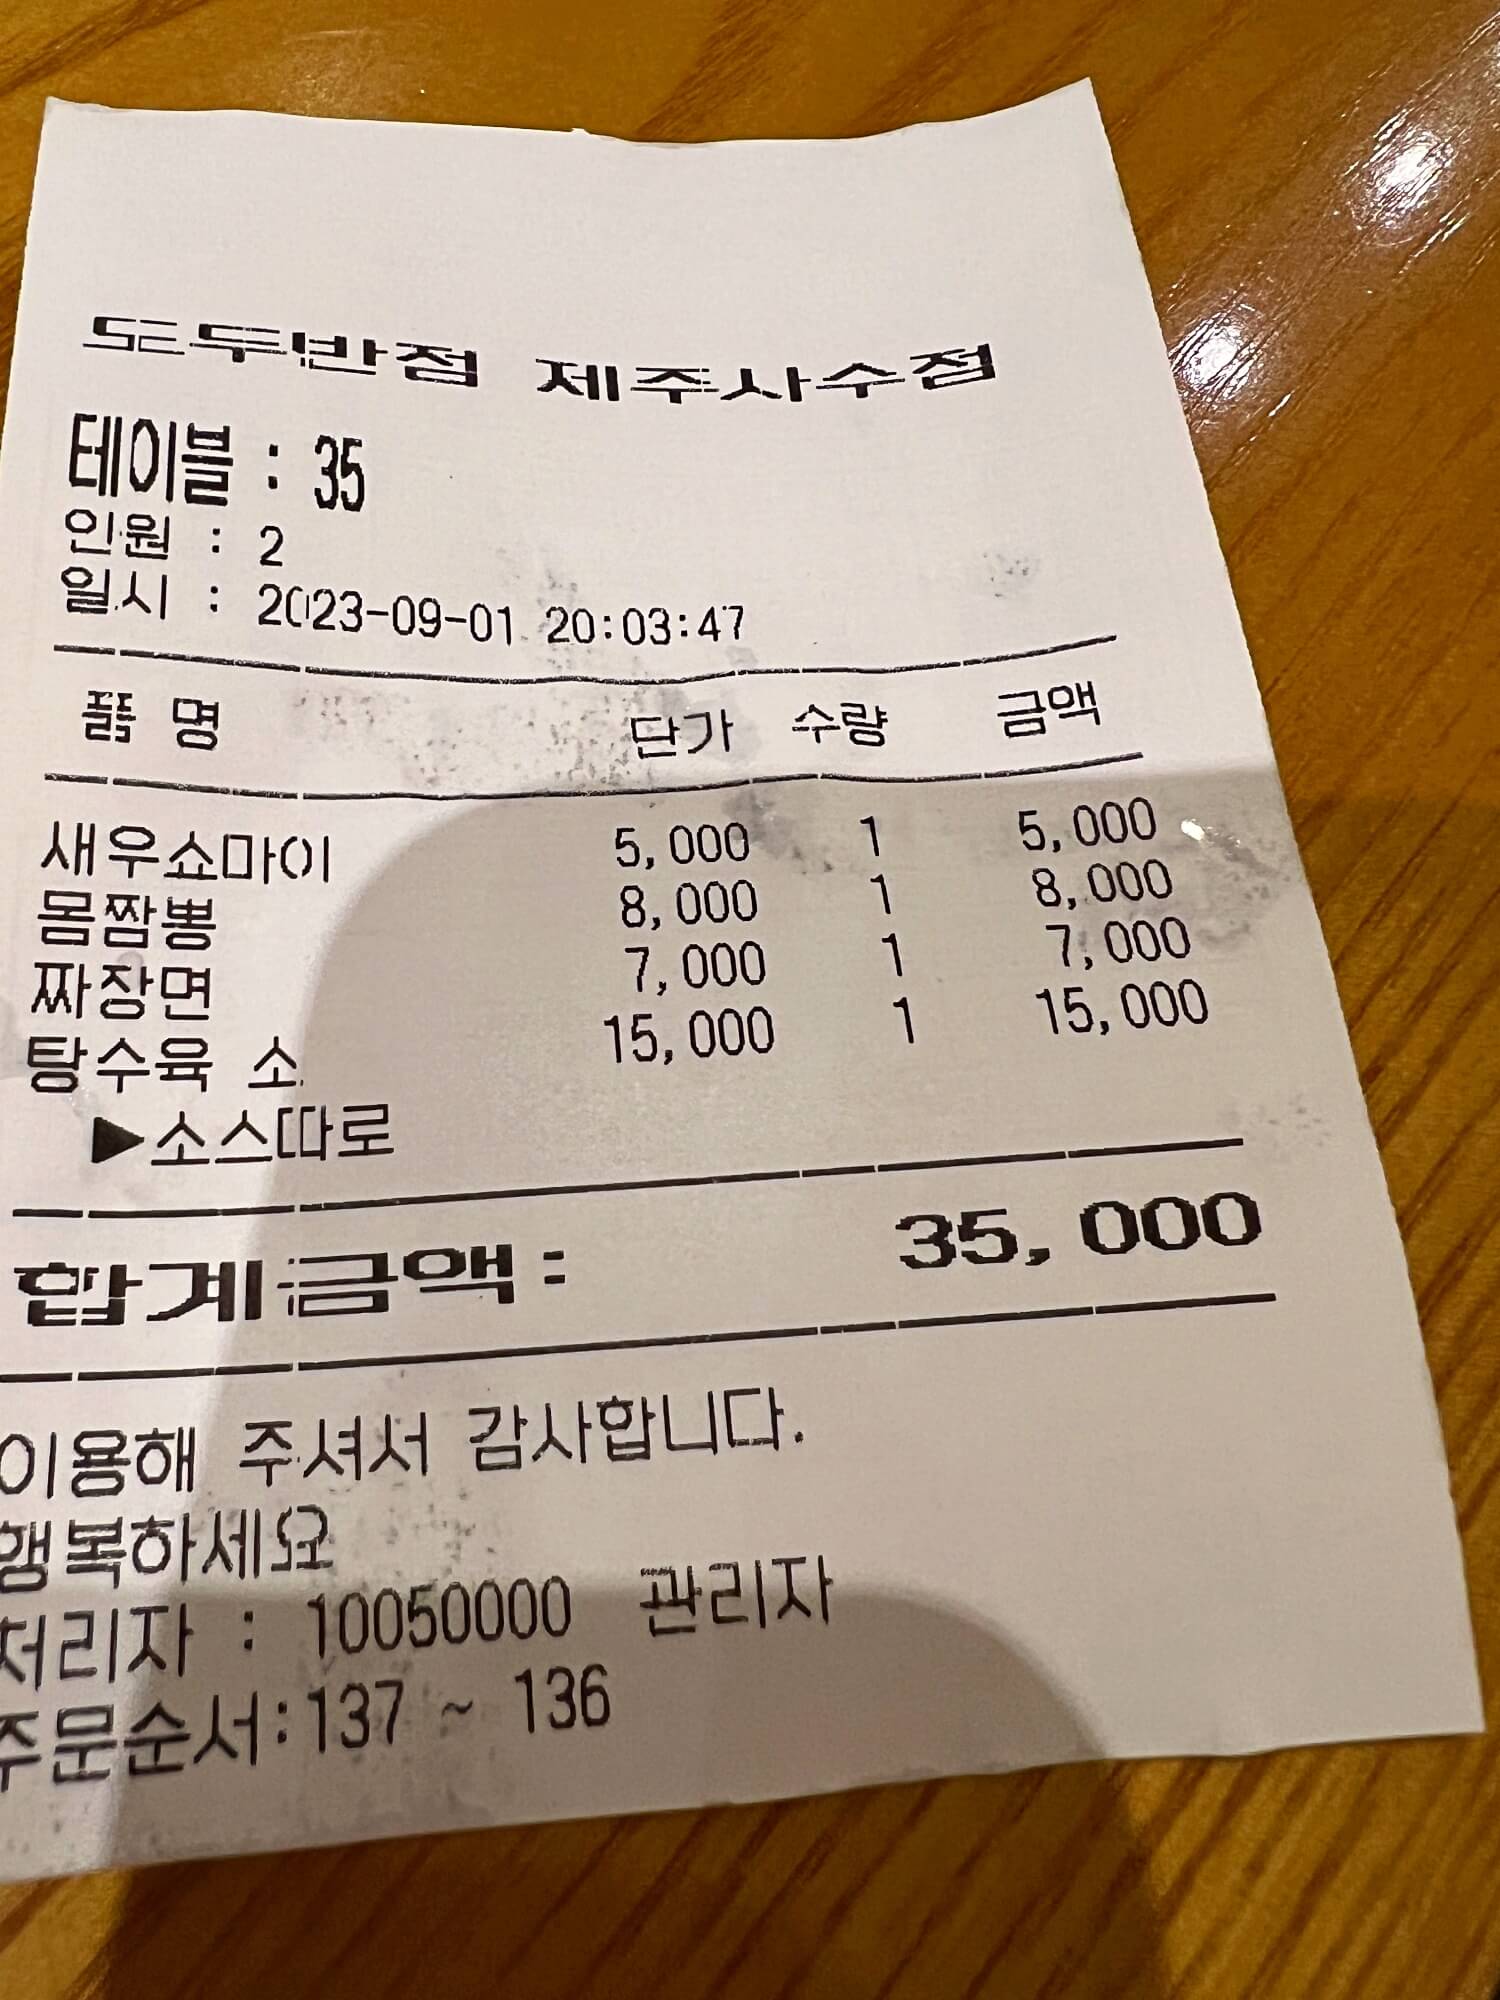 도두반점 제주사수점
테이블 : 35
인원 : 2
일시 : 2023-09-01 20:03:47
품 명 단가 수량 금액
새우쇼마이 5,000 1 5,000
몸짬뽕 8,000 1 8,000
짜장면 7,000 1 7,000
탕수육 소 15,000 1 15,000
▶소스따로
합계금액: 35,000
이용해 주셔서 감사합니다.
행복하세요
처리자 : 10050000 관리자
주문순서:137 ~ 136